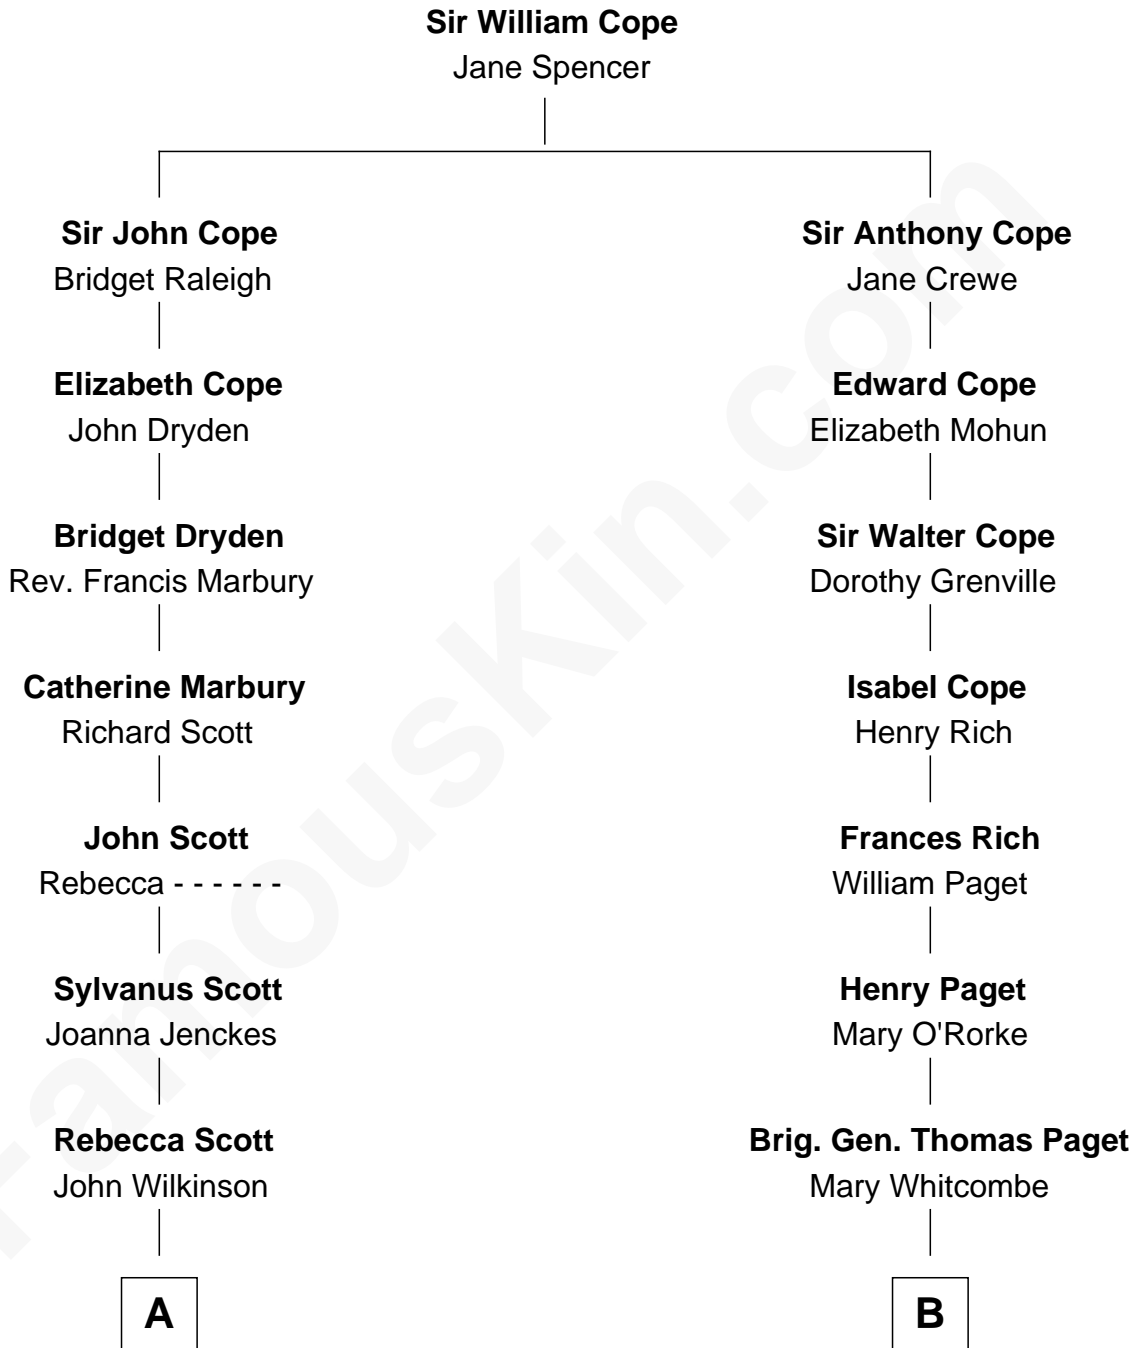 Sir William Cope
Jane Spencer
Sir John Cope
Bridget Raleigh
Sir Anthony Cope
Jane Crewe
Elizabeth Cope
John Dryden
Edward Cope
Elizabeth Mohun
Bridget Dryden
Rev. Francis Marbury
Sir Walter Cope
Dorothy Grenville
Catherine Marbury
Richard Scott
Isabel Cope
Henry Rich
John Scott
Rebecca - - - - - -
Frances Rich
William Paget
Sylvanus Scott
Joanna Jenckes
Henry Paget
Mary O'Rorke
Rebecca Scott
John Wilkinson
Brig. Gen. Thomas Paget
Mary Whitcombe
A
B
FamousKin.com